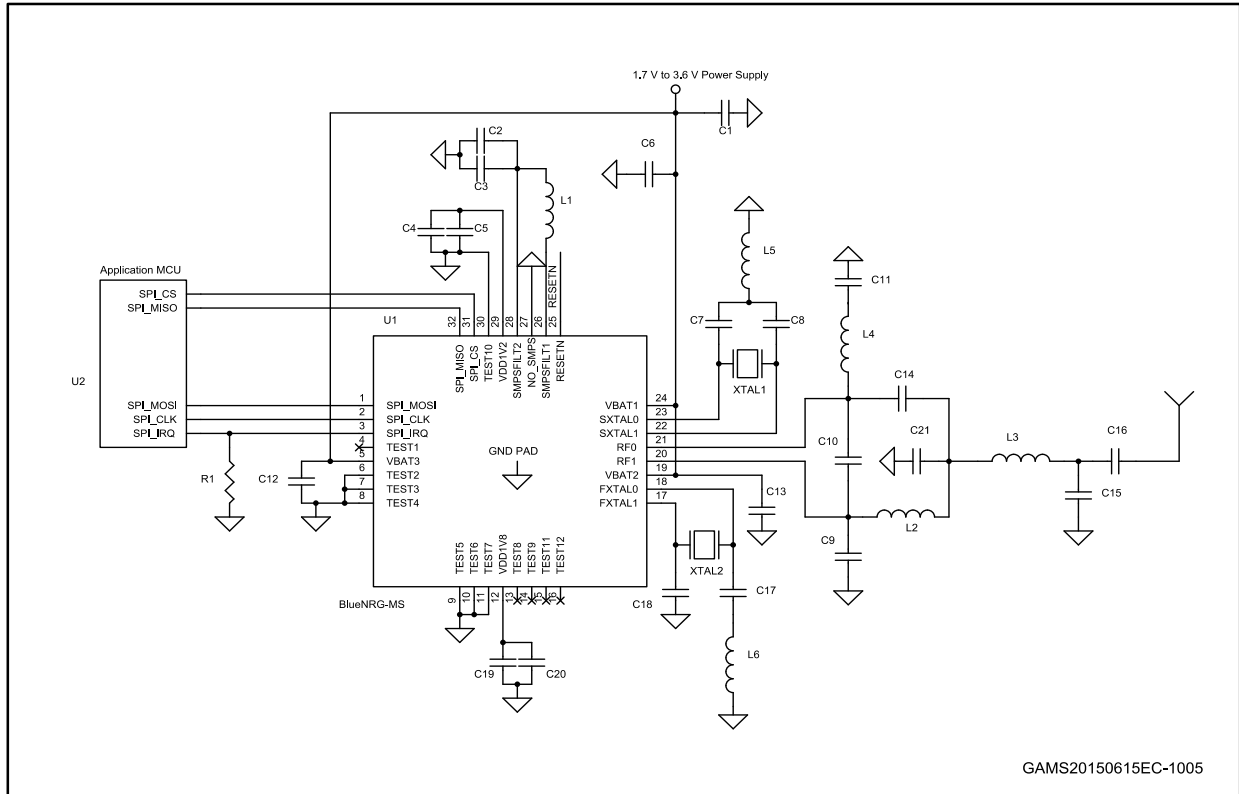 1.7 V to 3.6 V Power Supply
C1
C2
C6
C3
L1
C4
C5
L5
Application MCU
RESETN
C11
SPI_CS
SPI_MISO
U1
32
31
30
29
28
27
26
25
C7
C8
L4
SPI_MISO
SPI_CS
TEST10
VDD1V2
SMPSFILT2
NO_SMPS
SMPSFILT1
RESETN
XTAL1
U2
C14
SPI_MOSI
1
SPI_MOSI
VBAT1
24
SPI_CLK
2
SPI_CLK
SXTAL0
23
SPI_IRQ
3
SPI_IRQ
SXTAL1
22
4
TEST1
RF0
21
C10
C21
L3
C16
5
VBAT3
GND PAD
RF1
20
R1
C12
6
TEST2
VBAT2
19
7
TEST3
FXTAL0
18
C13
C15
8
TEST4
FXTAL1
17
L2
C9
XTAL2
TEST5
TEST6
TEST7
VDD1V8
TEST8
TEST9
TEST11
TEST12
9
10
11
12
13
14
15
16
BlueNRG-MS
C18
C17
C19
C20
L6
GAMS20150615EC-1005